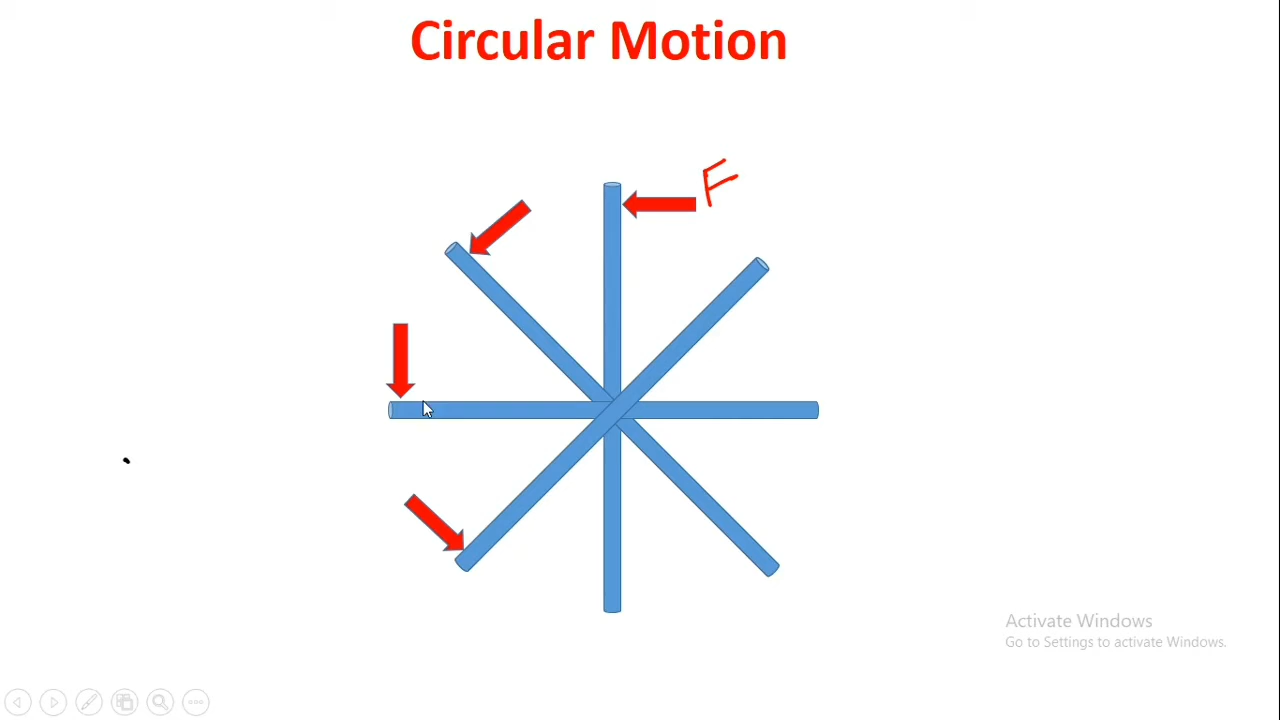 Circular Motion
F
Activate Windows
Go to Settings to activate Windows.